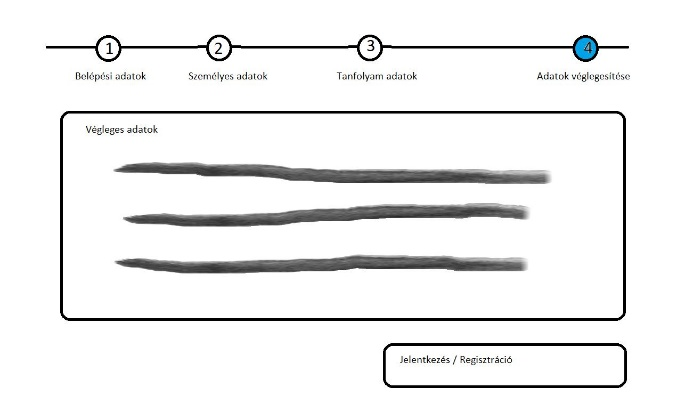 1 2 3 4
Belépési adatok Személyes adatok Tanfolyam adatok Adatok véglegesítése
Végleges adatok
Jelentkezés / Regisztráció